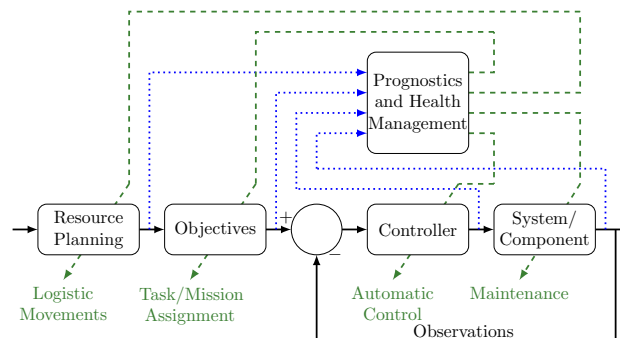 Prognostics
and Health
Management
Resource
Planning
Objectives
+
−
Controller
System/
Component
Logistic
Movements
Task/Mission
Assignment
Automatic
Control
Maintenance
Observations